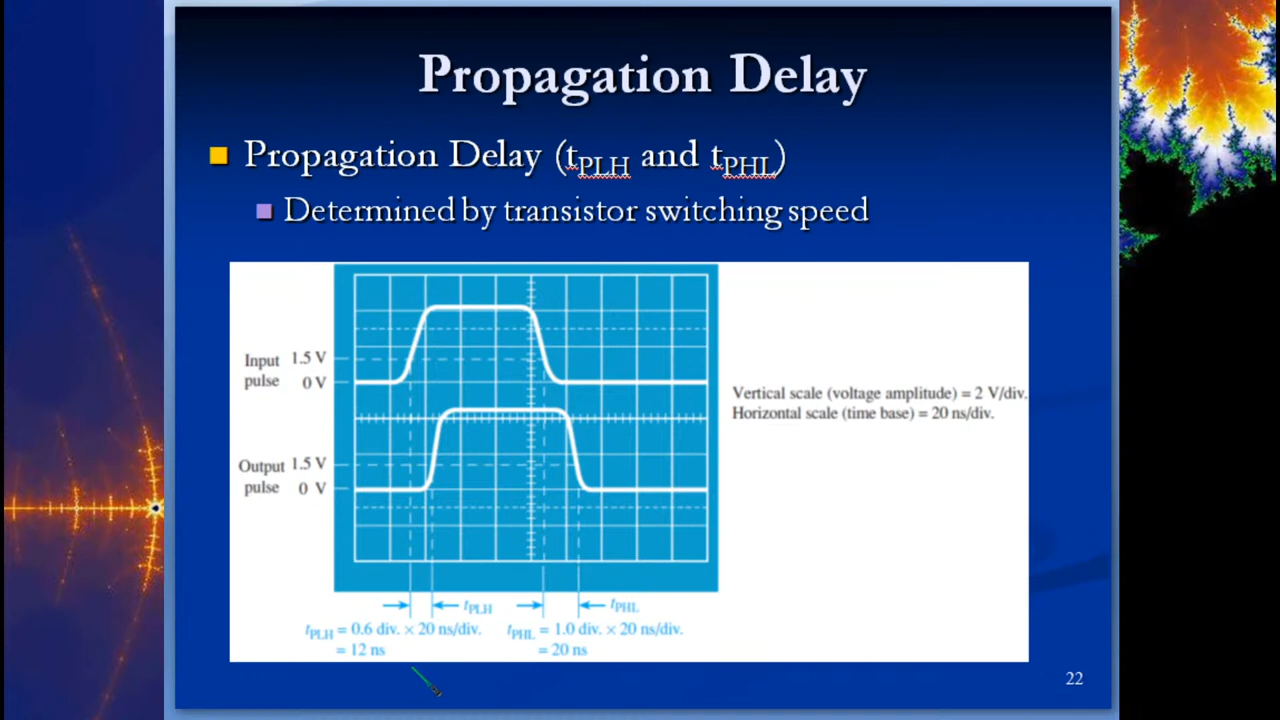 Propagation Delay
Propagation Delay (tPLH and tPHL)
Determined by transistor switching speed
Input 1.5 V
pulse 0 V
Output 1.5 V
pulse 0 V
Vertical scale (voltage amplitude) = 2 V/div.
Horizontal scale (time base) = 20 ns/div.
tPLH tPHL
tPLH = 0.6 div. × 20 ns/div. tPHL = 1.0 div. × 20 ns/div.
= 12 ns = 20 ns
22